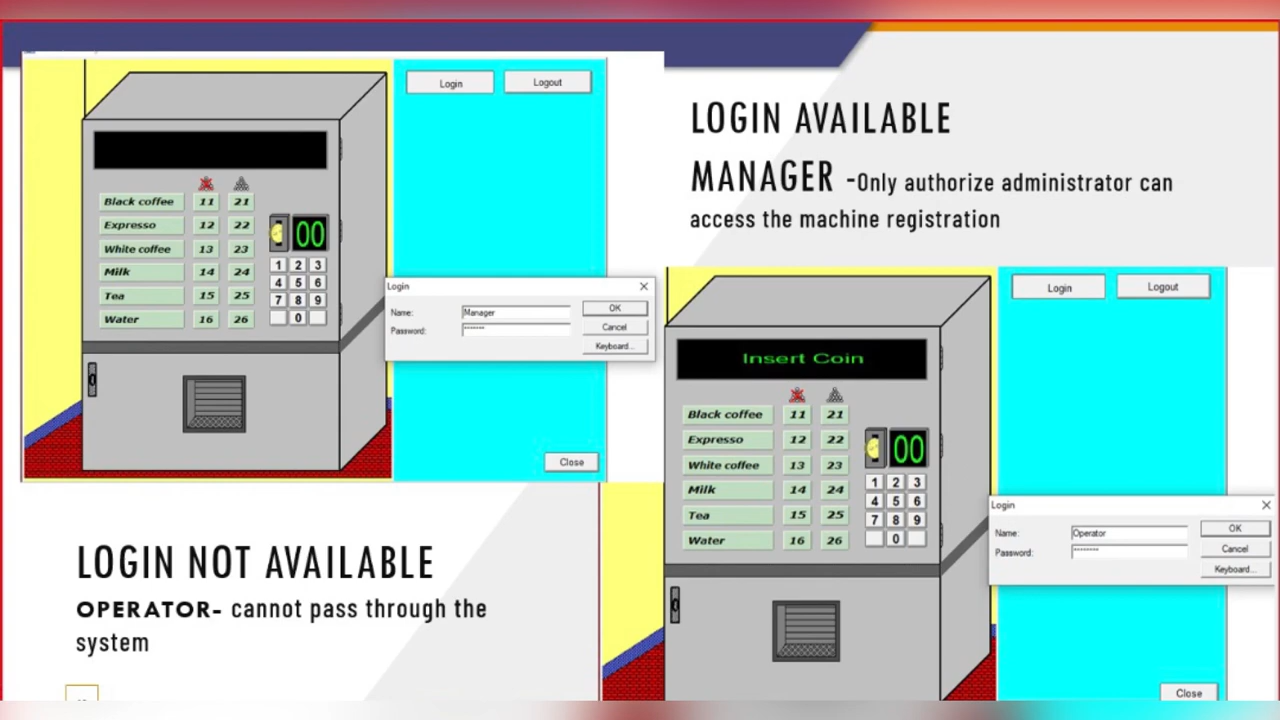 Login Logout
Black coffee 11 21
Expresso 12 22
White coffee 13 23
Milk 14 24
Tea 15 25
Water 16 26
00
1 2 3
4 5 6
7 8 9
0
Login
Name: Manager OK
Password: ******* Cancel
Keyboard...
Close
LOGIN AVAILABLE
MANAGER -Only authorize administrator can
access the machine registration
Login Logout
Insert Coin
Black coffee 11 21
Expresso 12 22
White coffee 13 23
Milk 14 24
Tea 15 25
Water 16 26
00
1 2 3
4 5 6
7 8 9
0
Login
Name: Operator OK
Password: ******** Cancel
Keyboard...
Close
LOGIN NOT AVAILABLE
OPERATOR- cannot pass through the
system